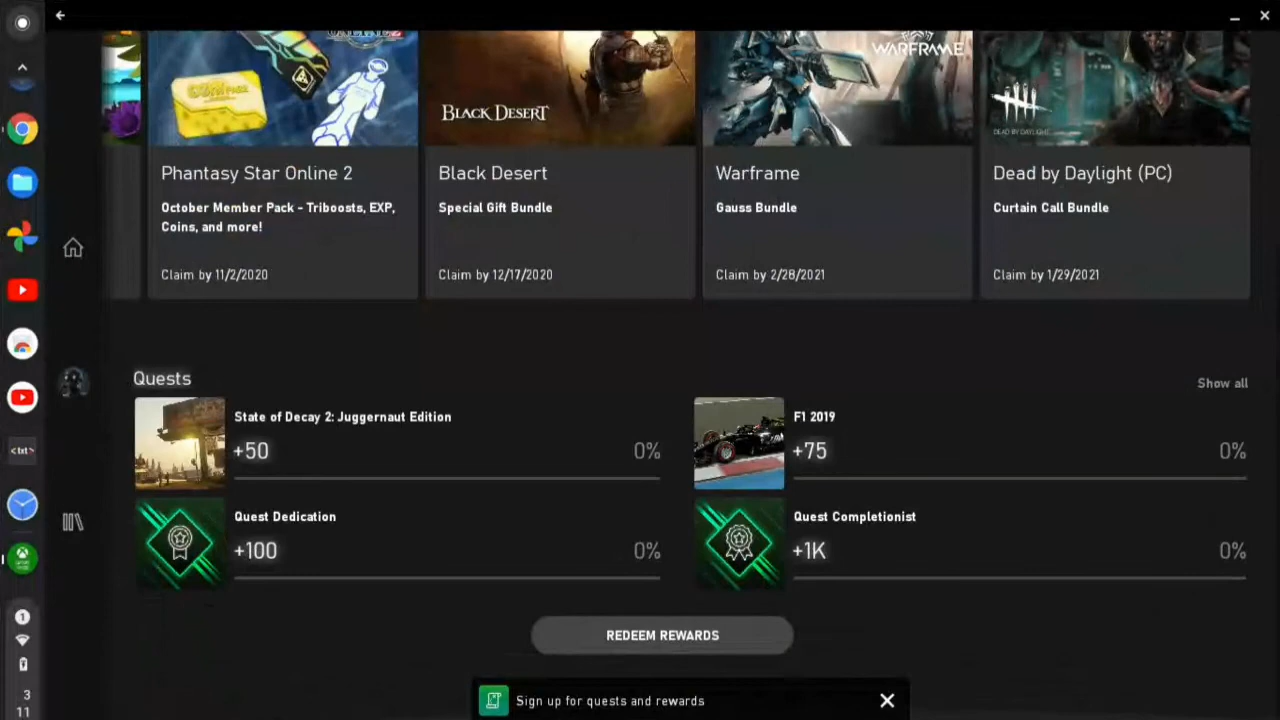 WARFRAME
BLACK DESERT
DEAD BY DAYLIGHT
Phantasy Star Online 2
October Member Pack - Triboosts, EXP,
Coins, and more!
Claim by 11/2/2020
Black Desert
Special Gift Bundle
Claim by 12/17/2020
Warframe
Gauss Bundle
Claim by 2/28/2021
Dead by Daylight (PC)
Curtain Call Bundle
Claim by 1/29/2021
Quests
Show all
State of Decay 2: Juggernaut Edition
+50
0%
F1 2019
+75
0%
Quest Dedication
+100
0%
Quest Completionist
+1K
0%
REDEEM REWARDS
Sign up for quests and rewards
<txt>
1
3
11